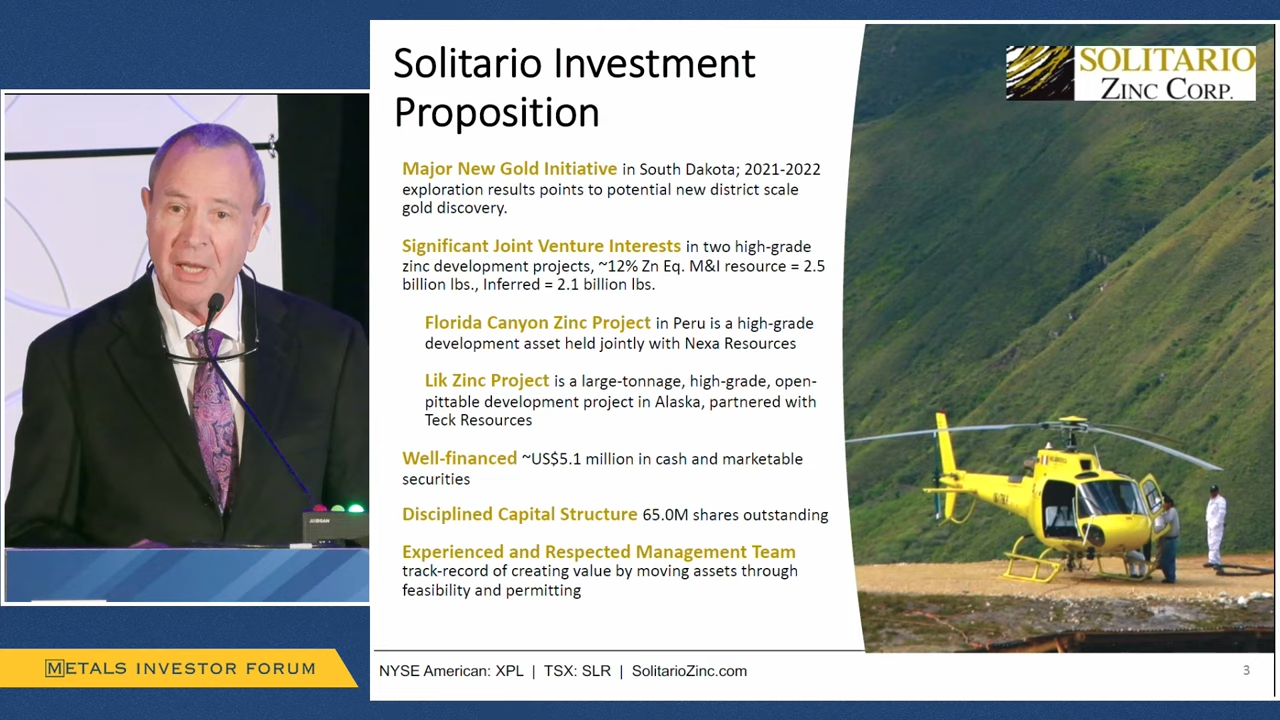 Solitario Investment
Proposition
SOLITARIO
ZINC CORP.
Major New Gold Initiative in South Dakota; 2021-2022
exploration results points to potential new district scale
gold discovery.
Significant Joint Venture Interests in two high-grade
zinc development projects, ~12% Zn Eq. M&I resource = 2.5
billion lbs., Inferred = 2.1 billion lbs.
Florida Canyon Zinc Project in Peru is a high-grade
development asset held jointly with Nexa Resources
Lik Zinc Project is a large-tonnage, high-grade, open-
pittable development project in Alaska, partnered with
Teck Resources
Well-financed ~US$5.1 million in cash and marketable
securities
Disciplined Capital Structure 65.0M shares outstanding
Experienced and Respected Management Team
track-record of creating value by moving assets through
feasibility and permitting
METALS INVESTOR FORUM
NYSE American: XPL | TSX: SLR | SolitarioZinc.com
3